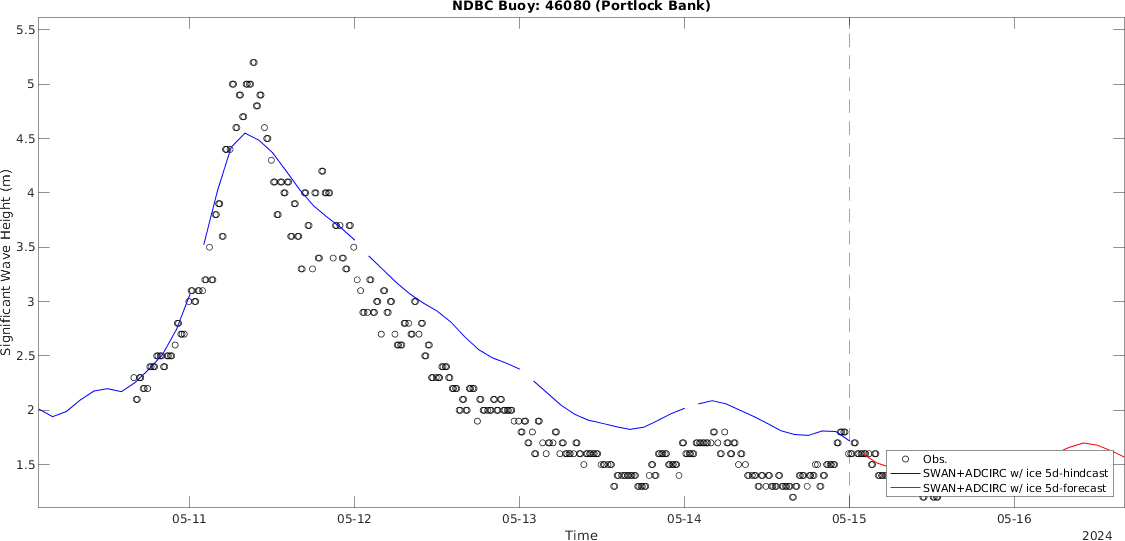 NDBC Buoy: 46080 (Portlock Bank)
5.5
5
4.5
4
3.5
3
2.5
2
1.5
Significant Wave Height (m)
Obs.
SWAN+ADCIRC w/ ice 5d-hindcast
SWAN+ADCIRC w/ ice 5d-forecast
05-11 05-12 05-13 05-14 05-15 05-16
Time
2024